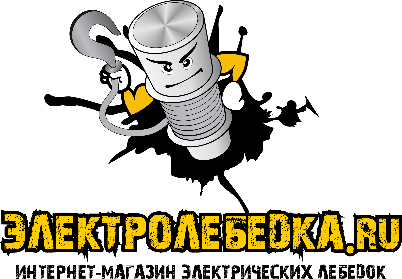 ЭЛЕКТРОЛЕБЕДКА.RU
ИНТЕРНЕТ-МАГАЗИН ЭЛЕКТРИЧЕСКИХ ЛЕБЕДОК